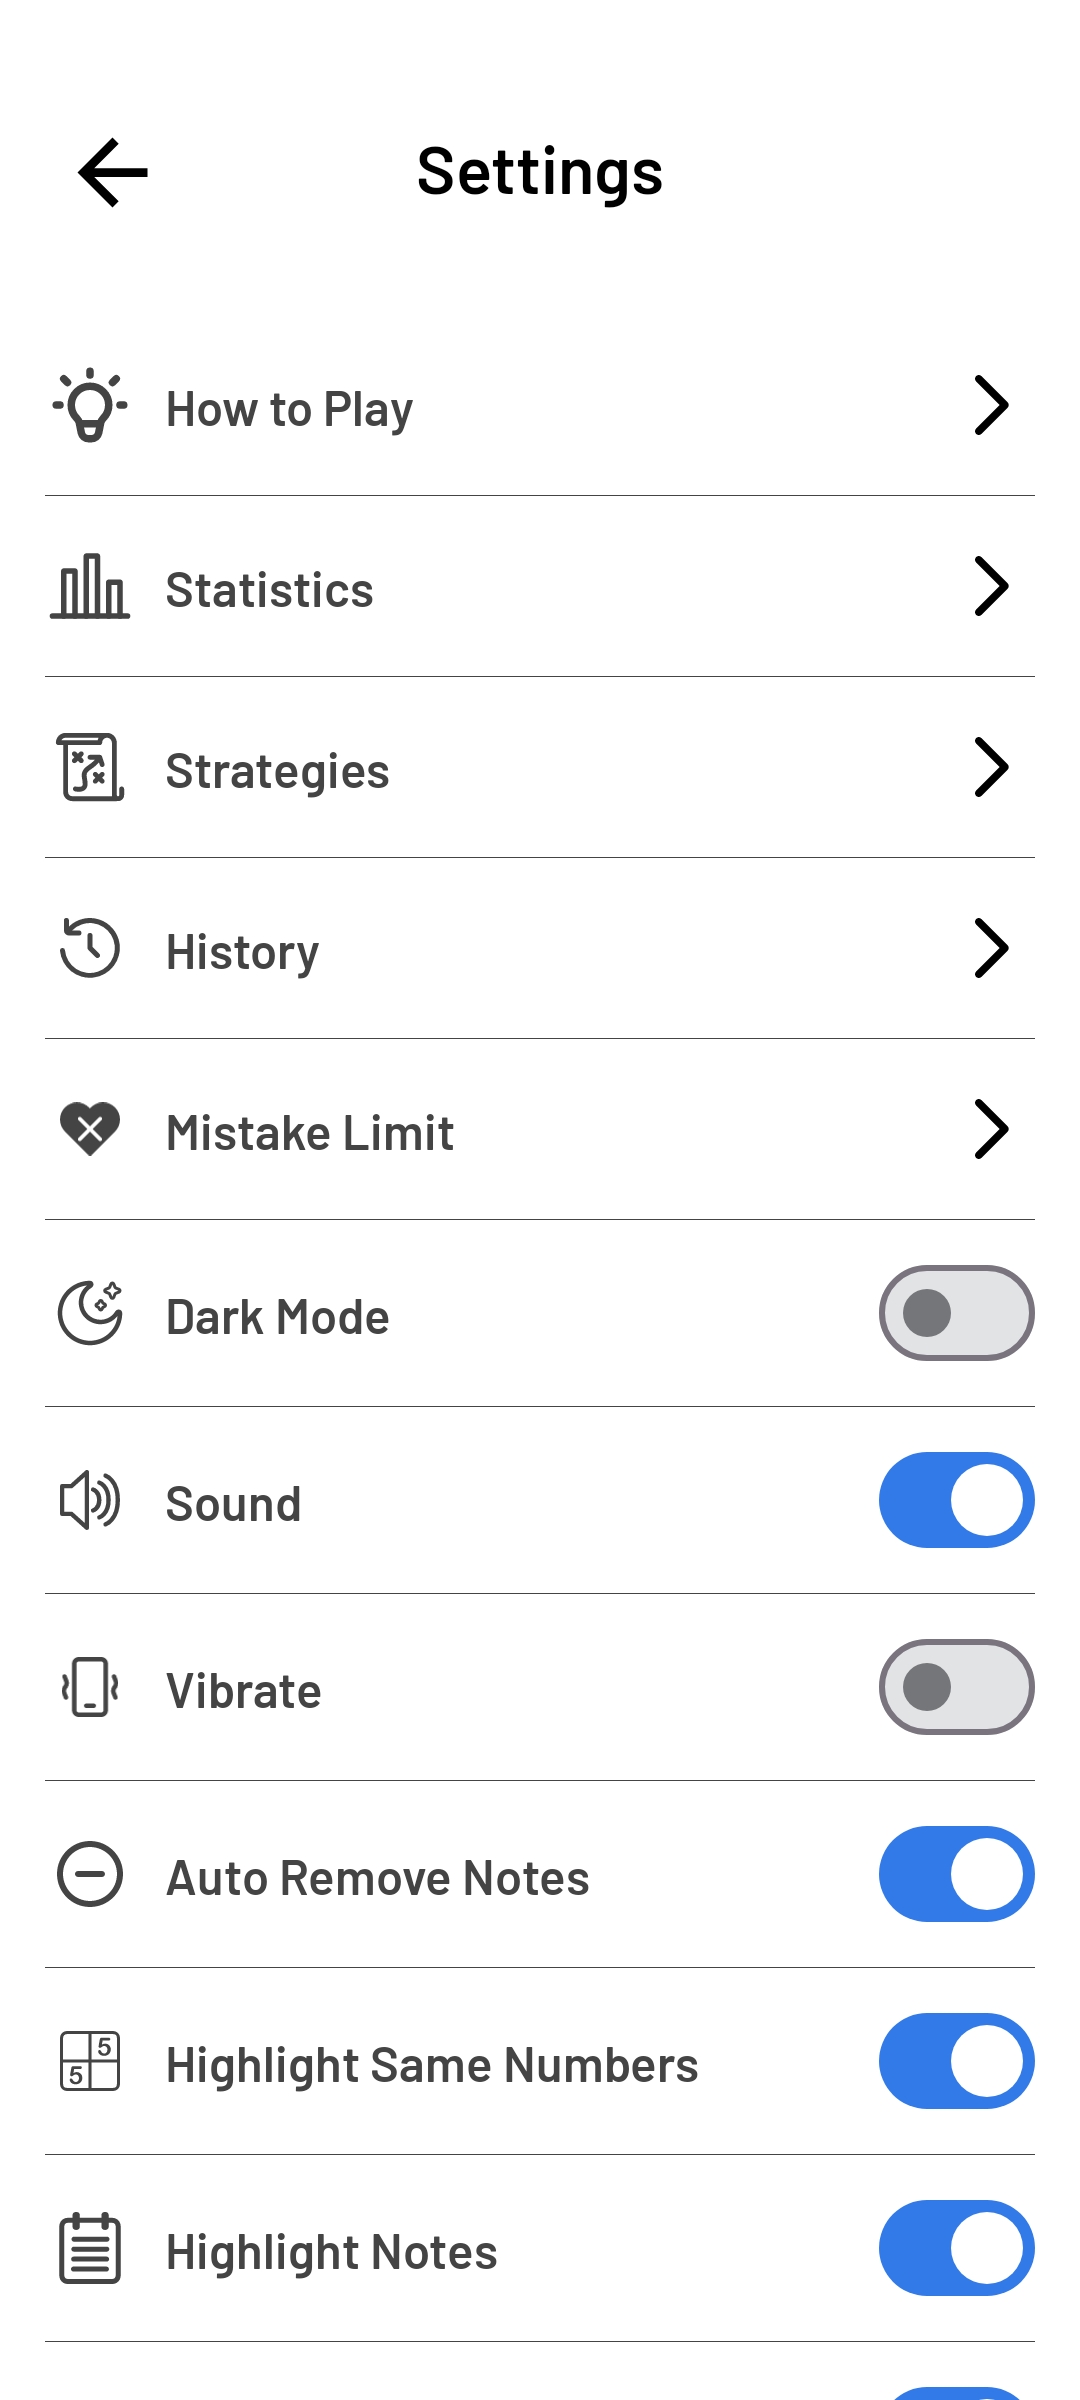 Settings
How to Play
Statistics
Strategies
History
Mistake Limit
Dark Mode
Sound
Vibrate
Auto Remove Notes
5
5
Highlight Same Numbers
Highlight Notes